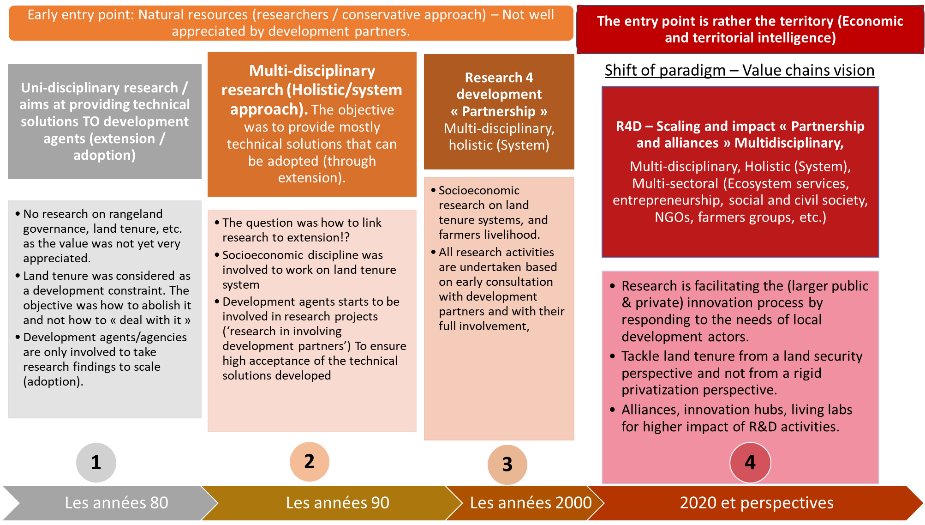 Early entry point: Natural resources (researchers / conservative approach) – Not well
appreciated by development partners.
The entry point is rather the territory (Economic
and territorial intelligence)
Shift of paradigm – Value chains vision
Uni-disciplinary research /
aims at providing technical
solutions TO development
agents (extension /
adoption)
• No research on rangeland
governance, land tenure, etc.
as the value was not yet very
appreciated.
• Land tenure was considered as
a development constraint. The
objective was how to abolish it
and not how to « deal with it »
• Development agents/agencies
are only involved to take
research findings to scale
(adoption).
Multi-disciplinary
research (Holistic/system
approach). The objective
was to provide mostly
technical solutions that can
be adopted (through
extension).
• The question was how to link
research to extension!?
• Socioeconomic discipline was
involved to work on land tenure
system
• Development agents starts to be
involved in research projects
(‘research in involving
development partners’) To ensure
high acceptance of the technical
solutions developed
Research 4
development
« Partnership »
Multi-disciplinary,
holistic (System)
• Socioeconomic
research on land
tenure systems, and
farmers livelihood.
• All research activities
are undertaken based
on early consultation
with development
partners and with their
full involvement,
R4D – Scaling and impact « Partnership
and alliances » Multidisciplinary,
Multi-disciplinary, Holistic (System),
Multi-sectoral (Ecosystem services,
entrepreneurship, social and civil society,
NGOs, farmers groups, etc.)
• Research is facilitating the (larger public
& private) innovation process by
responding to the needs of local
development actors.
• Tackle land tenure from a land security
perspective and not from a rigid
privatization perspective.
• Alliances, innovation hubs, living labs
for higher impact of R&D activities.
1
2
3
4
Les années 80
Les années 90
Les années 2000
2020 et perspectives